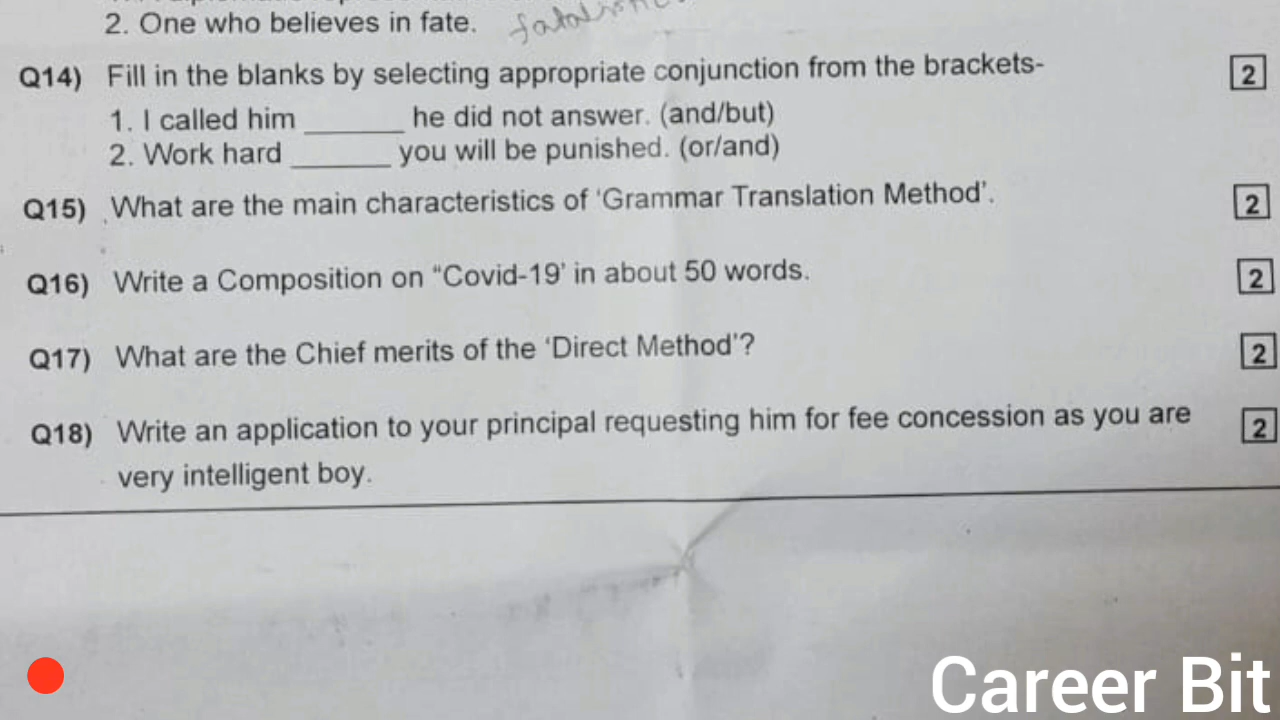 2. One who believes in fate.
Q14) Fill in the blanks by selecting appropriate conjunction from the brackets- 2
1. I called him ______ he did not answer. (and/but)
2. Work hard ______ you will be punished. (or/and)
Q15) What are the main characteristics of ‘Grammar Translation Method’. 2
Q16) Write a Composition on “Covid-19’ in about 50 words. 2
Q17) What are the Chief merits of the ‘Direct Method’? 2
Q18) Write an application to your principal requesting him for fee concession as you are 2
very intelligent boy.
Career Bit